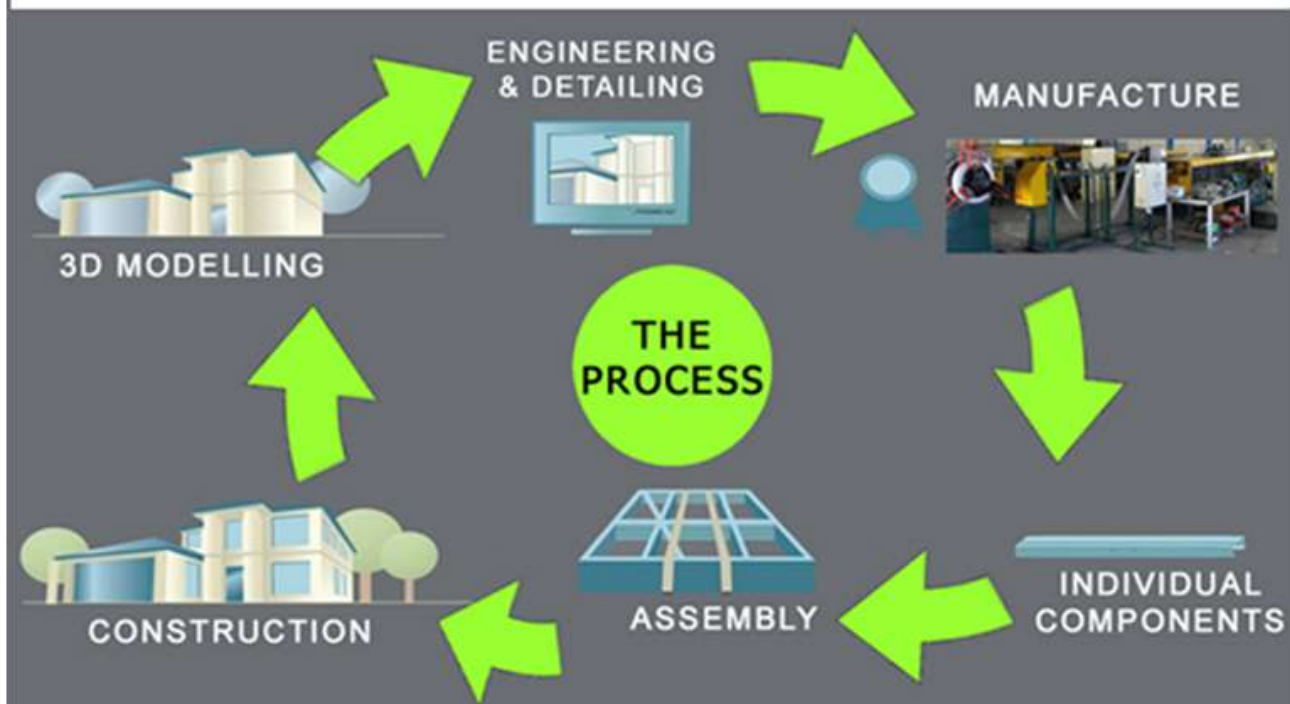 ENGINEERING
& DETAILING
MANUFACTURE
3D MODELLING
THE
PROCESS
INDIVIDUAL
COMPONENTS
ASSEMBLY
CONSTRUCTION